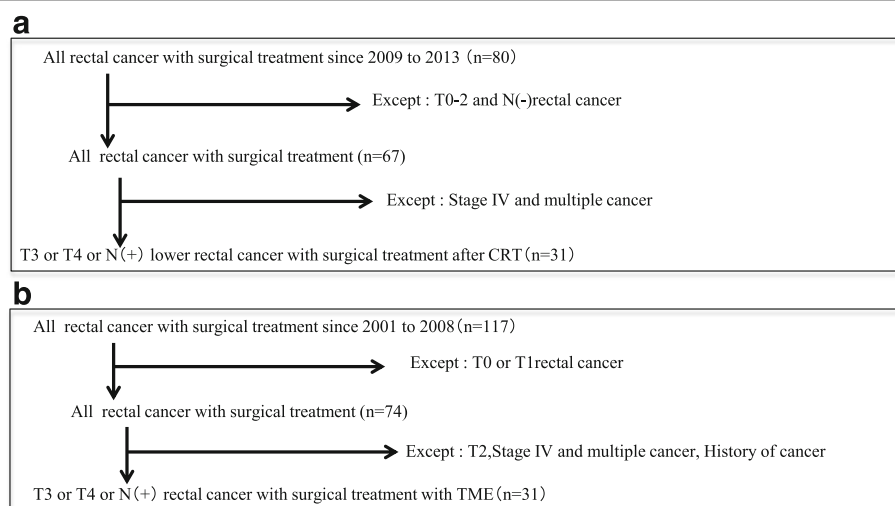 a
All rectal cancer with surgical treatment since 2009 to 2013 (n=80)
Except : T0-2 and N(-)rectal cancer
All rectal cancer with surgical treatment (n=67)
Except : Stage IV and multiple cancer
T3 or T4 or N(+) lower rectal cancer with surgical treatment after CRT(n=31)
b
All rectal cancer with surgical treatment since 2001 to 2008(n=117)
Except : T0 or T1rectal cancer
All rectal cancer with surgical treatment (n=74)
Except : T2,Stage IV and multiple cancer, History of cancer
T3 or T4 or N(+) rectal cancer with surgical treatment with TME(n=31)